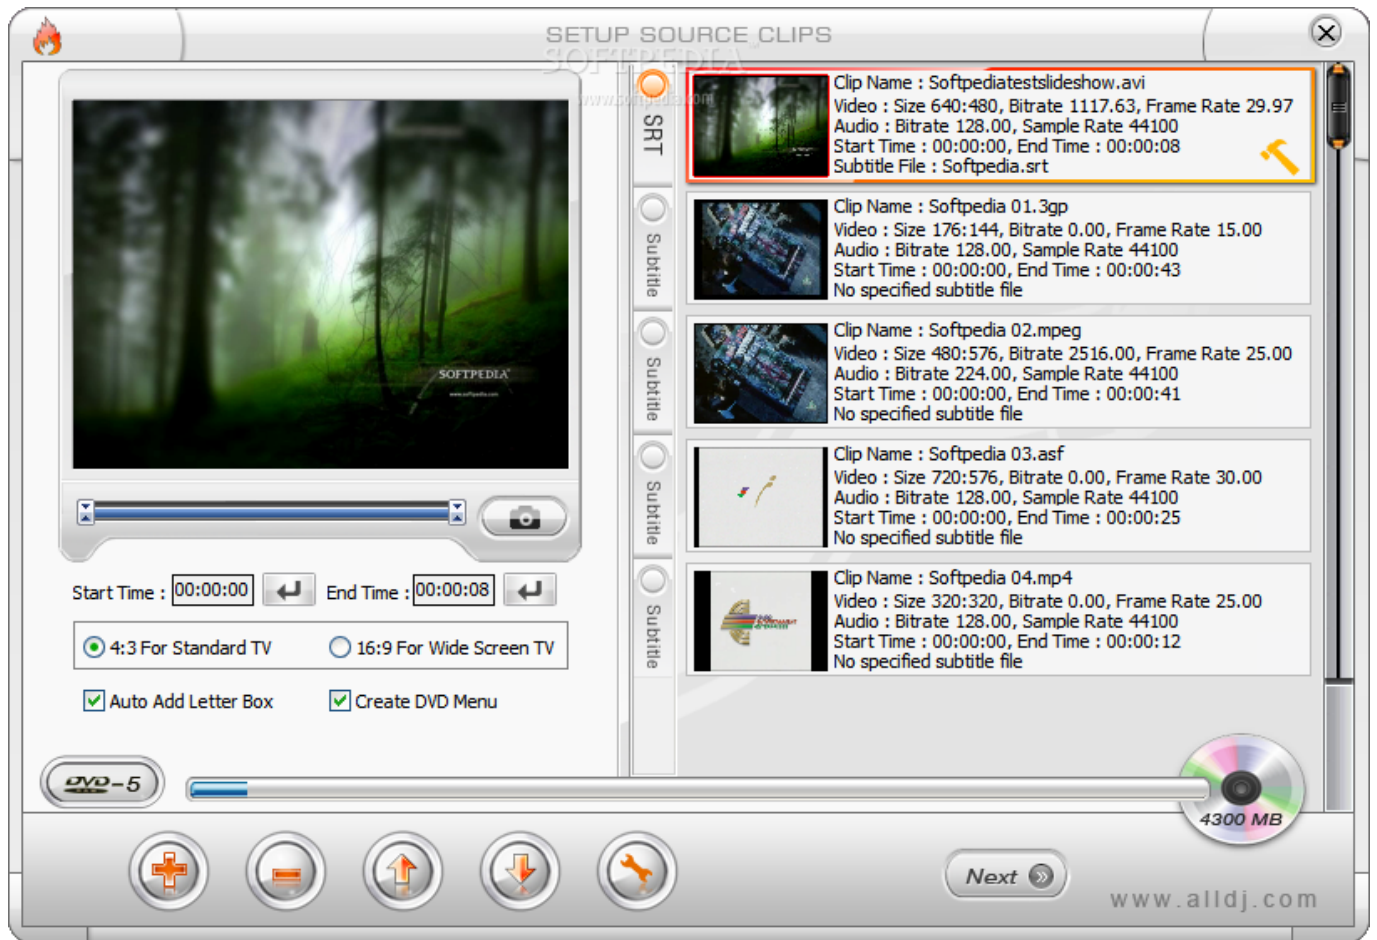 SETUP SOURCE CLIPS
SOFTPEDIA
www.softpedia.com
SOFTPEDIA
www.softpedia.com
Start Time : 00:00:00
End Time : 00:00:08
4:3 For Standard TV
16:9 For Wide Screen TV
Auto Add Letter Box
Create DVD Menu
SRT
Clip Name : Softpediatestslideshow.avi
Video : Size 640:480, Bitrate 1117.63, Frame Rate 29.97
Audio : Bitrate 128.00, Sample Rate 44100
Start Time : 00:00:00, End Time : 00:00:08
Subtitle File : Softpedia.srt
Subtitle
Clip Name : Softpedia 01.3gp
Video : Size 176:144, Bitrate 0.00, Frame Rate 15.00
Audio : Bitrate 128.00, Sample Rate 44100
Start Time : 00:00:00, End Time : 00:00:43
No specified subtitle file
Subtitle
Clip Name : Softpedia 02.mpeg
Video : Size 480:576, Bitrate 2516.00, Frame Rate 25.00
Audio : Bitrate 224.00, Sample Rate 44100
Start Time : 00:00:00, End Time : 00:00:41
No specified subtitle file
Subtitle
Clip Name : Softpedia 03.asf
Video : Size 720:576, Bitrate 0.00, Frame Rate 30.00
Audio : Bitrate 128.00, Sample Rate 44100
Start Time : 00:00:00, End Time : 00:00:25
No specified subtitle file
Subtitle
Clip Name : Softpedia 04.mp4
Video : Size 320:320, Bitrate 0.00, Frame Rate 25.00
Audio : Bitrate 128.00, Sample Rate 44100
Start Time : 00:00:00, End Time : 00:00:12
No specified subtitle file
DVD-5
4300 MB
Next
www.alldj.com